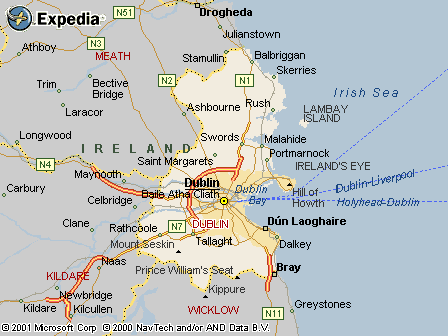 Drogheda
N51
Expedia
Julianstown
N3
Athboy
MEATH
Balbriggan
Stamullin
Skerries
N2
N1
Trim
Bective
Bridge
Irish Sea
Ashbourne
Rush
LAMBAY
ISLAND
Laracor
Swords
Longwood
Malahide
IRELAND
Portmarnock
Saint Margarets
N4
IRELAND'S EYE
Maynooth
Dublin
Dublin-Liverpool
Carbury
Baile Atha Cliath
Dublin
Bay
Hill of
Howth
Celbridge
Holyhead-Dublin
Clane
Rathcoole
N7
DUBLIN
Dún Laoghaire
Tallaght
Mount Seskin
Dalkey
Naas
KILDARE
Prince William's Seat
Bray
Newbridge
Kippure
Kildare
Kilcullen
WICKLOW
N11
Greystones
© 2001 Microsoft Corp © 2000 NavTech and/or AND Data B.V.